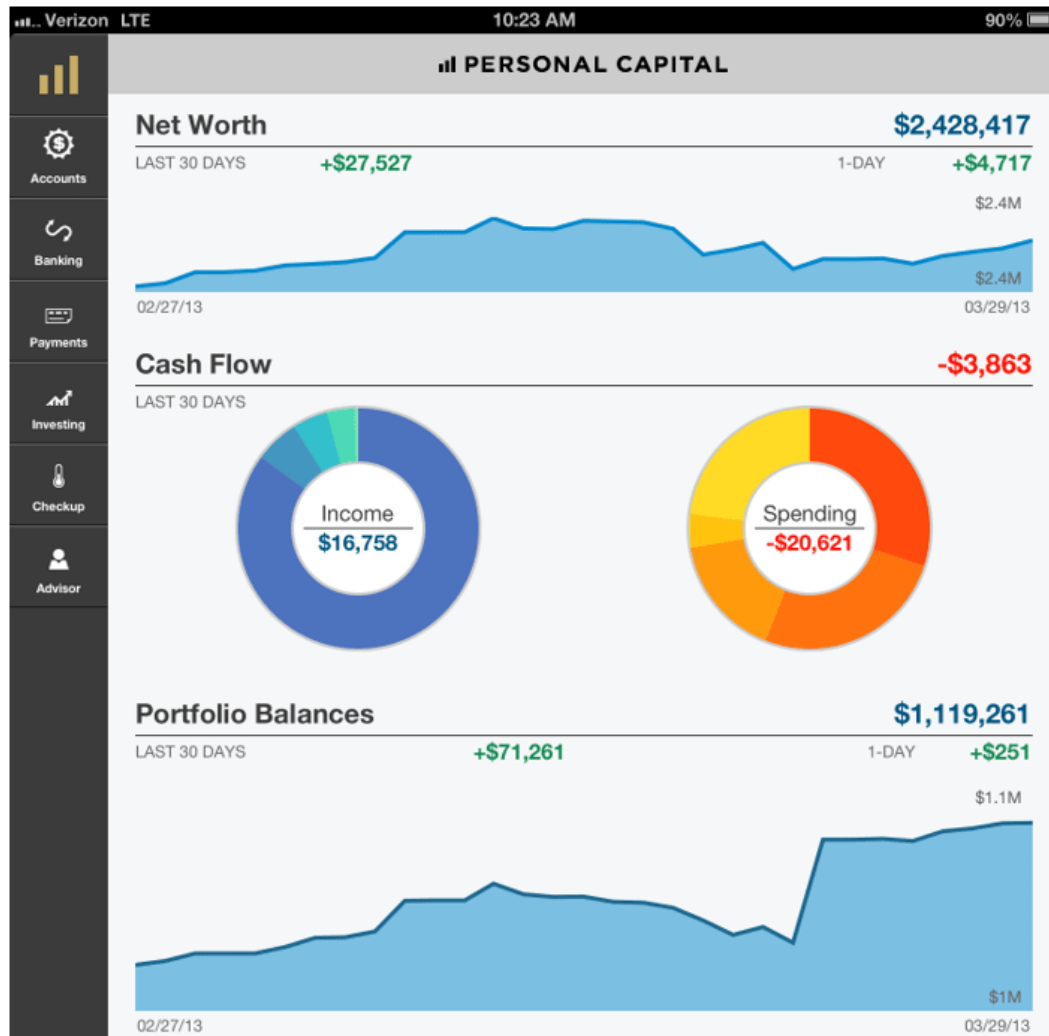 Verizon LTE 10:23 AM 90%
PERSONAL CAPITAL
Accounts
Banking
Payments
Investing
Checkup
Advisor
Net Worth $2,428,417
LAST 30 DAYS +$27,527 1-DAY +$4,717
$2.4M
$2.4M
02/27/13 03/29/13
Cash Flow -$3,863
LAST 30 DAYS
Income
$16,758
Spending
-$20,621
Portfolio Balances $1,119,261
LAST 30 DAYS +$71,261 1-DAY +$251
$1.1M
$1M
02/27/13 03/29/13